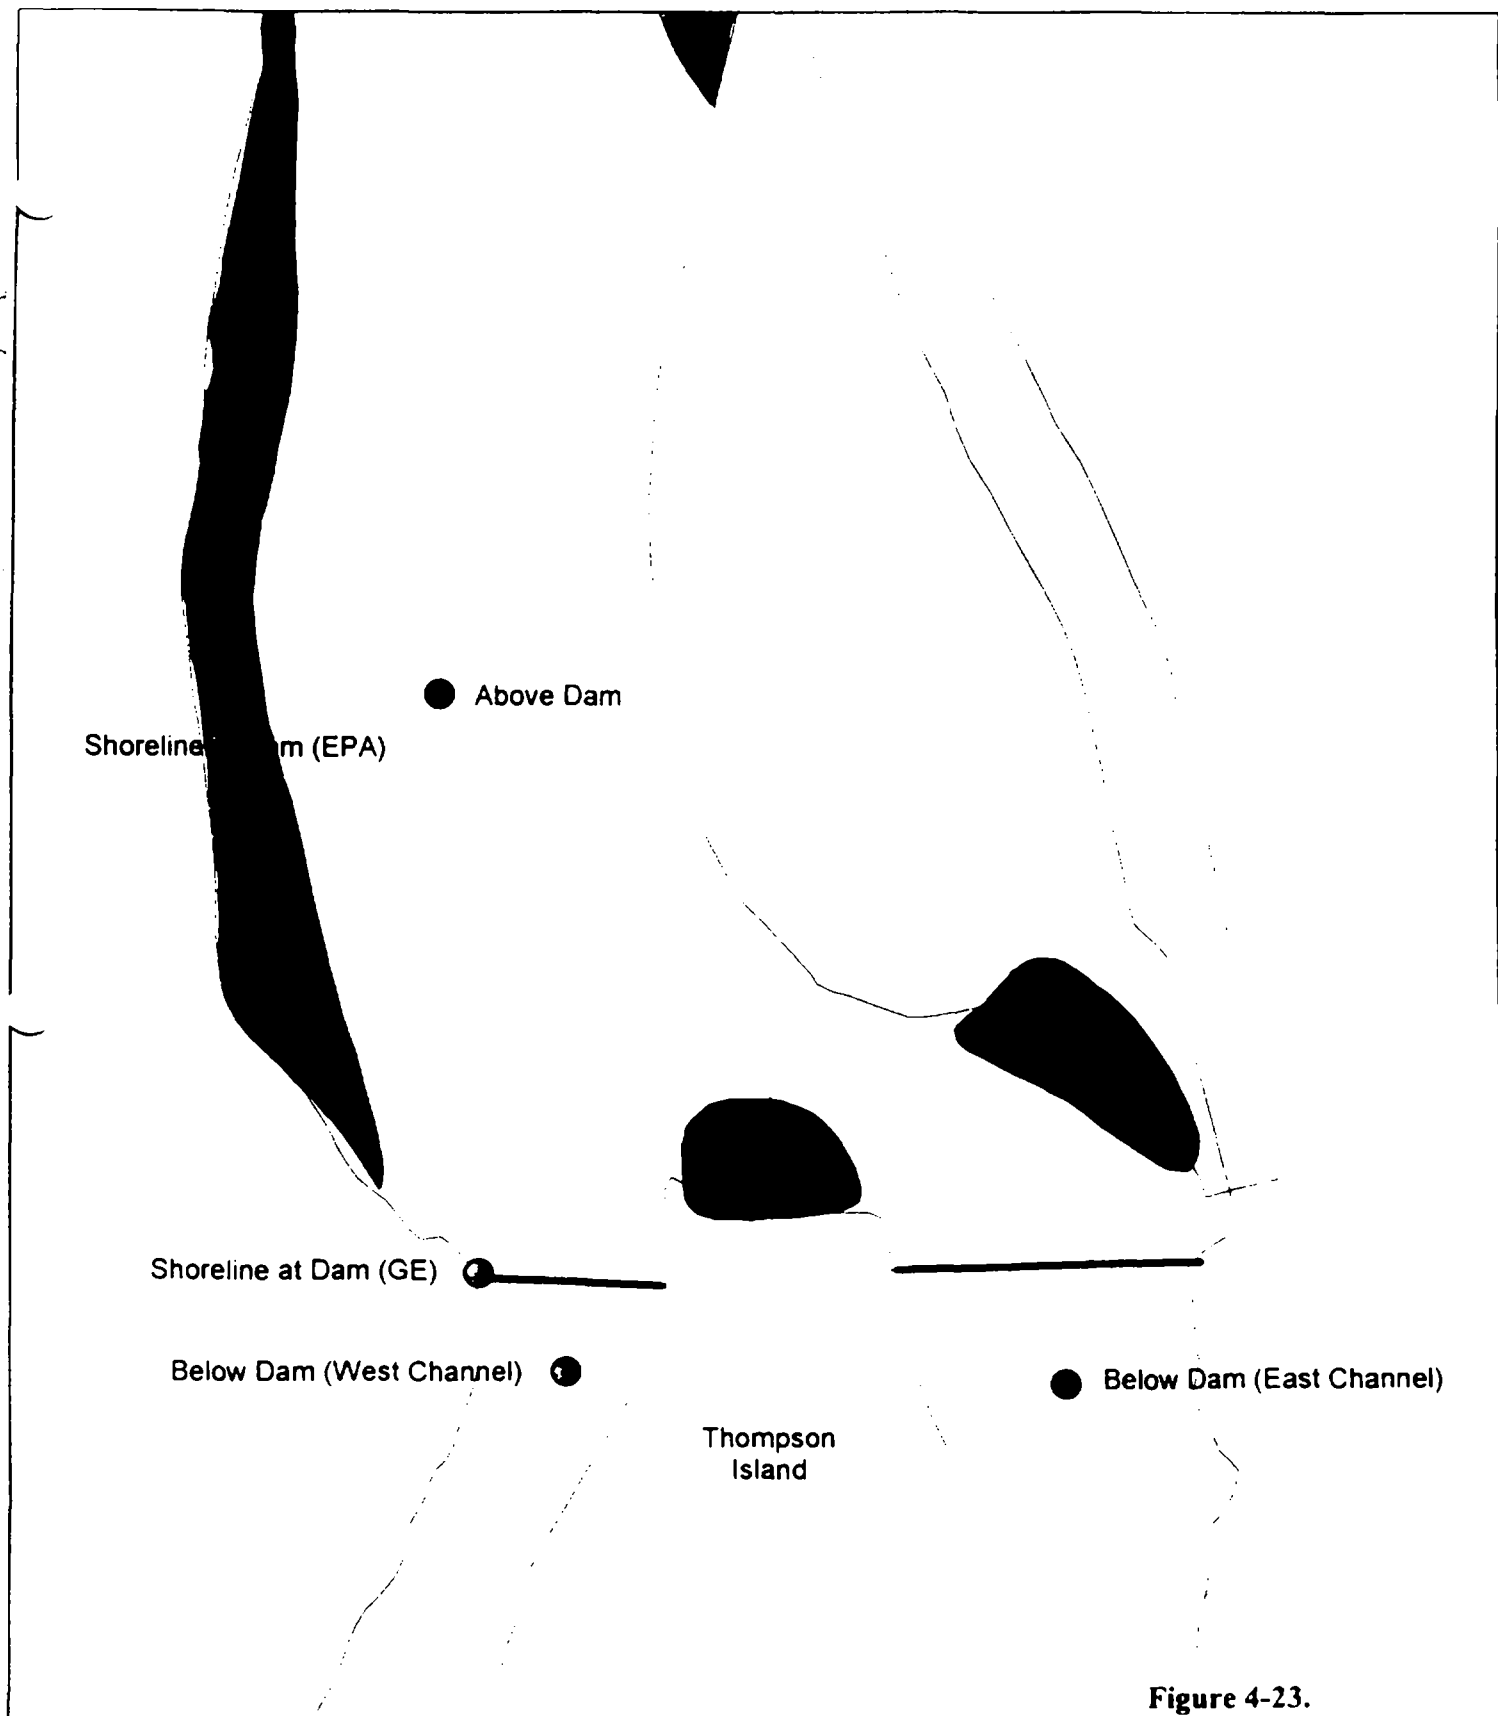 Above Dam
Shoreline m (EPA)
Shoreline at Dam (GE)
Below Dam (West Channel)
Below Dam (East Channel)
Thompson
Island
Figure 4-23.